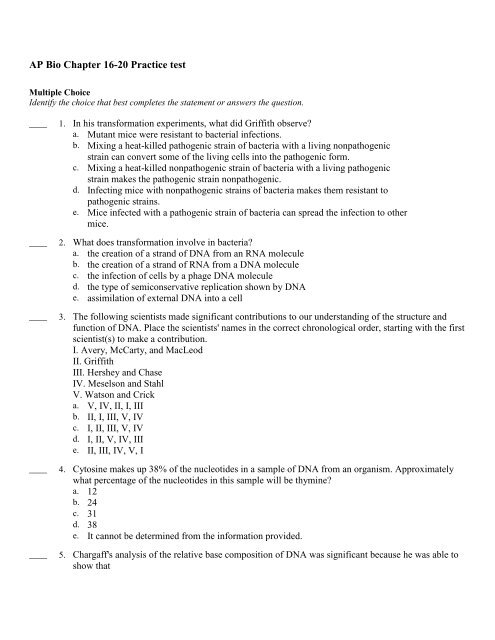 AP Bio Chapter 16-20 Practice test
Multiple Choice
Identify the choice that best completes the statement or answers the question.
____ 1. In his transformation experiments, what did Griffith observe?
a. Mutant mice were resistant to bacterial infections.
b. Mixing a heat-killed pathogenic strain of bacteria with a living nonpathogenic
strain can convert some of the living cells into the pathogenic form.
c. Mixing a heat-killed nonpathogenic strain of bacteria with a living pathogenic
strain makes the pathogenic strain nonpathogenic.
d. Infecting mice with nonpathogenic strains of bacteria makes them resistant to
pathogenic strains.
e. Mice infected with a pathogenic strain of bacteria can spread the infection to other
mice.
____ 2. What does transformation involve in bacteria?
a. the creation of a strand of DNA from an RNA molecule
b. the creation of a strand of RNA from a DNA molecule
c. the infection of cells by a phage DNA molecule
d. the type of semiconservative replication shown by DNA
e. assimilation of external DNA into a cell
____ 3. The following scientists made significant contributions to our understanding of the structure and
function of DNA. Place the scientists' names in the correct chronological order, starting with the first
scientist(s) to make a contribution.
I. Avery, McCarty, and MacLeod
II. Griffith
III. Hershey and Chase
IV. Meselson and Stahl
V. Watson and Crick
a. V, IV, II, I, III
b. II, I, III, V, IV
c. I, II, III, V, IV
d. I, II, V, IV, III
e. II, III, IV, V, I
____ 4. Cytosine makes up 38% of the nucleotides in a sample of DNA from an organism. Approximately
what percentage of the nucleotides in this sample will be thymine?
a. 12
b. 24
c. 31
d. 38
e. It cannot be determined from the information provided.
____ 5. Chargaff's analysis of the relative base composition of DNA was significant because he was able to
show that